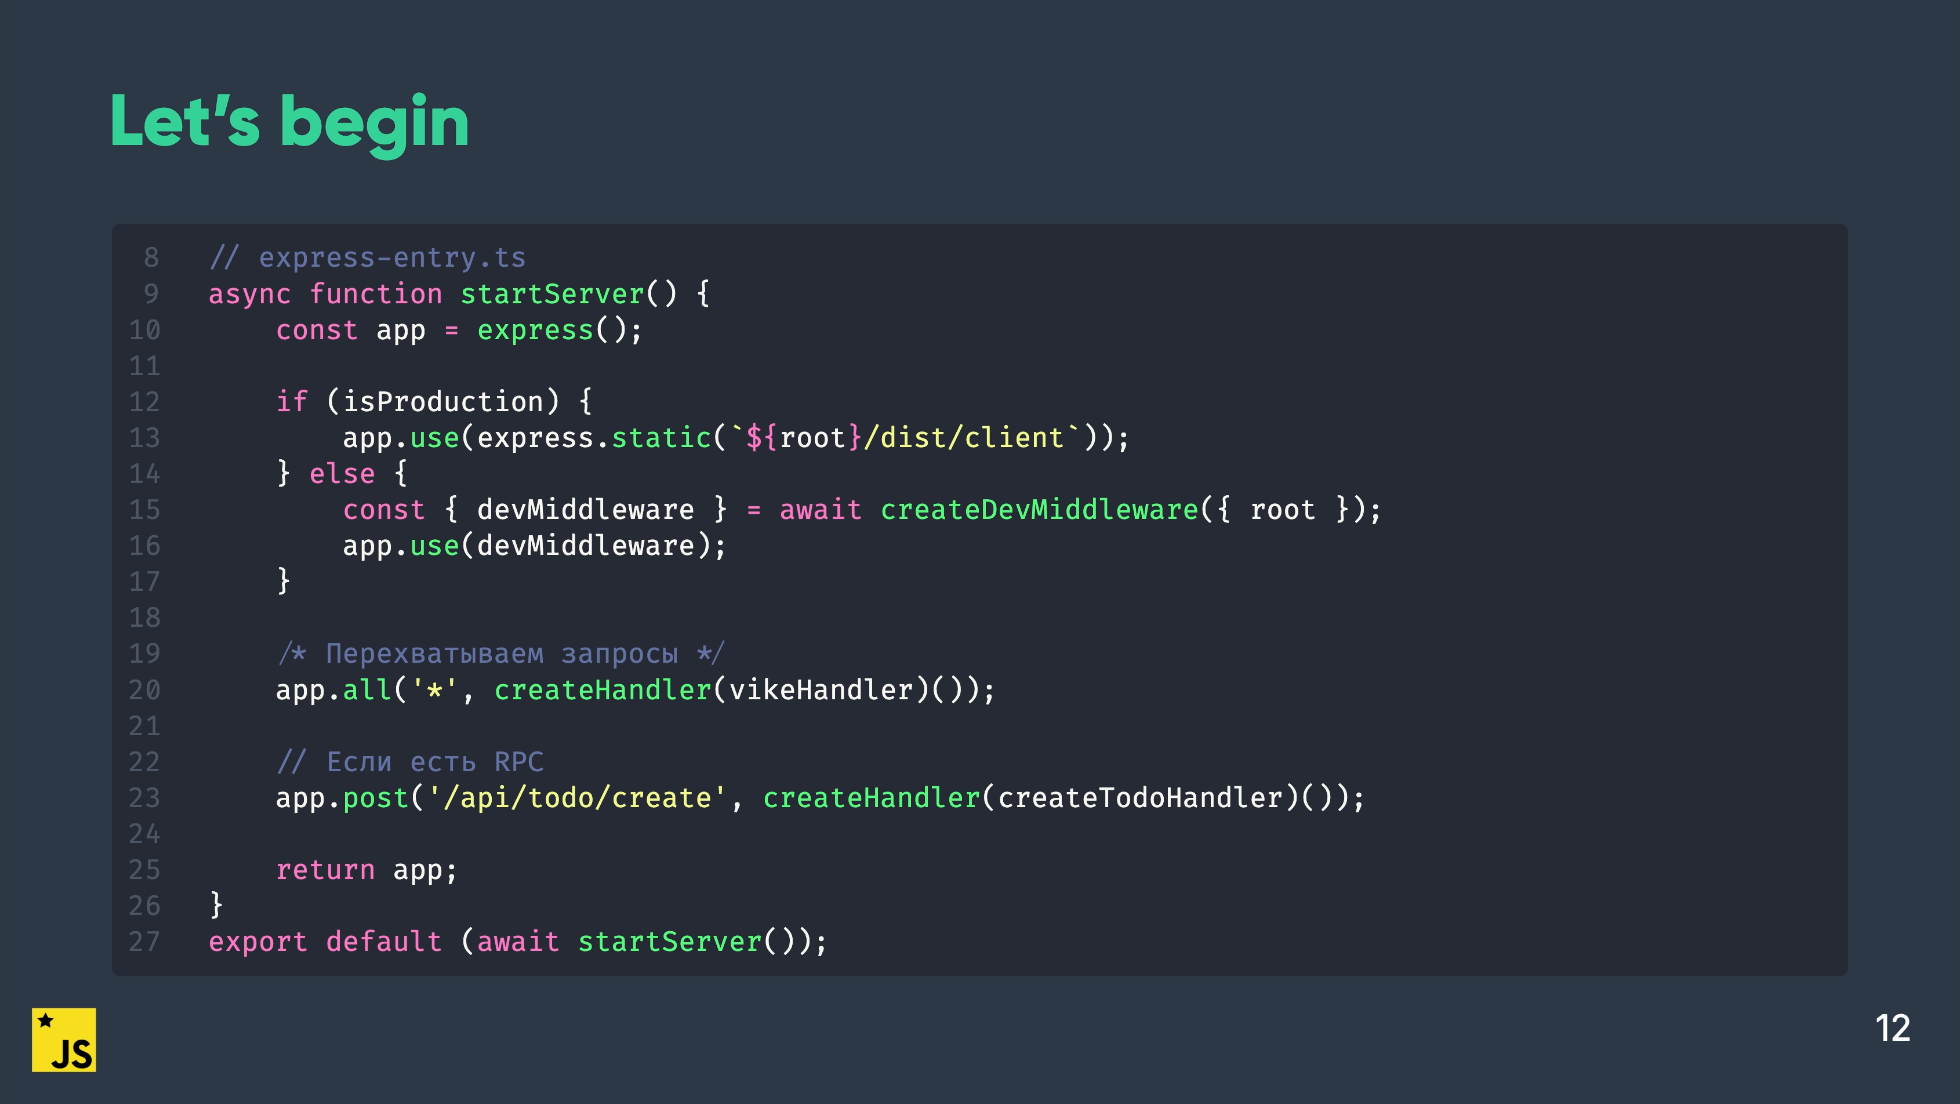 Let’s begin
8 // express-entry.ts
9 async function startServer() {
10     const app = express();
11
12     if (isProduction) {
13         app.use(express.static(`${root}/dist/client`));
14     } else {
15         const { devMiddleware } = await createDevMiddleware({ root });
16         app.use(devMiddleware);
17     }
18
19     /* Перехватываем запросы */
20     app.all('*', createHandler(vikeHandler)());
21
22     // Если есть RPC
23     app.post('/api/todo/create', createHandler(createTodoHandler)());
24
25     return app;
26 }
27 export default (await startServer());
JS
12